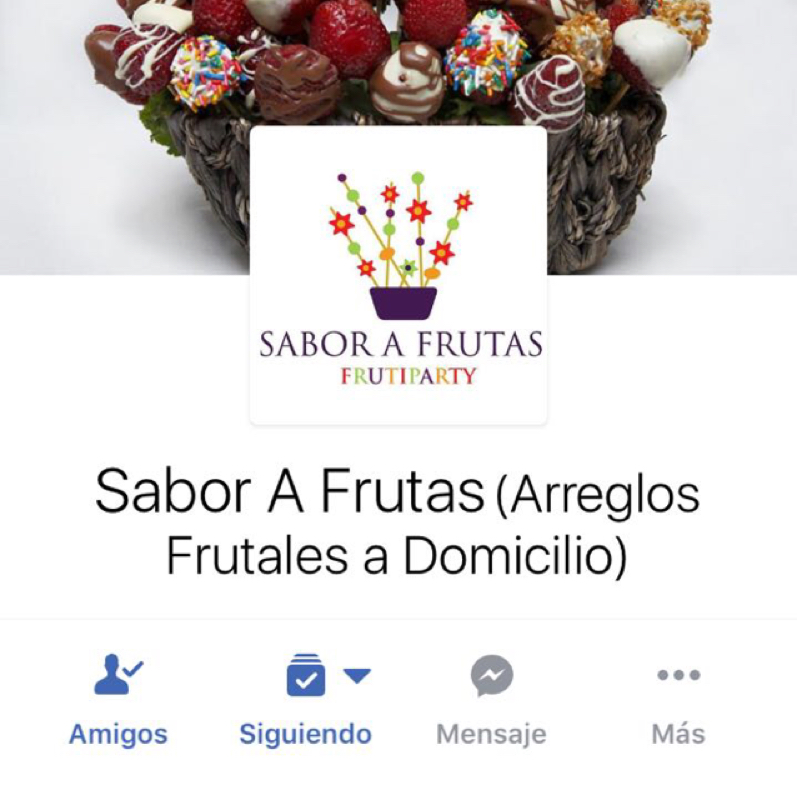 SABOR A FRUTAS
FRUTIPARTY
Sabor A Frutas (Arreglos
Frutales a Domicilio)
Amigos Siguiendo Mensaje Más